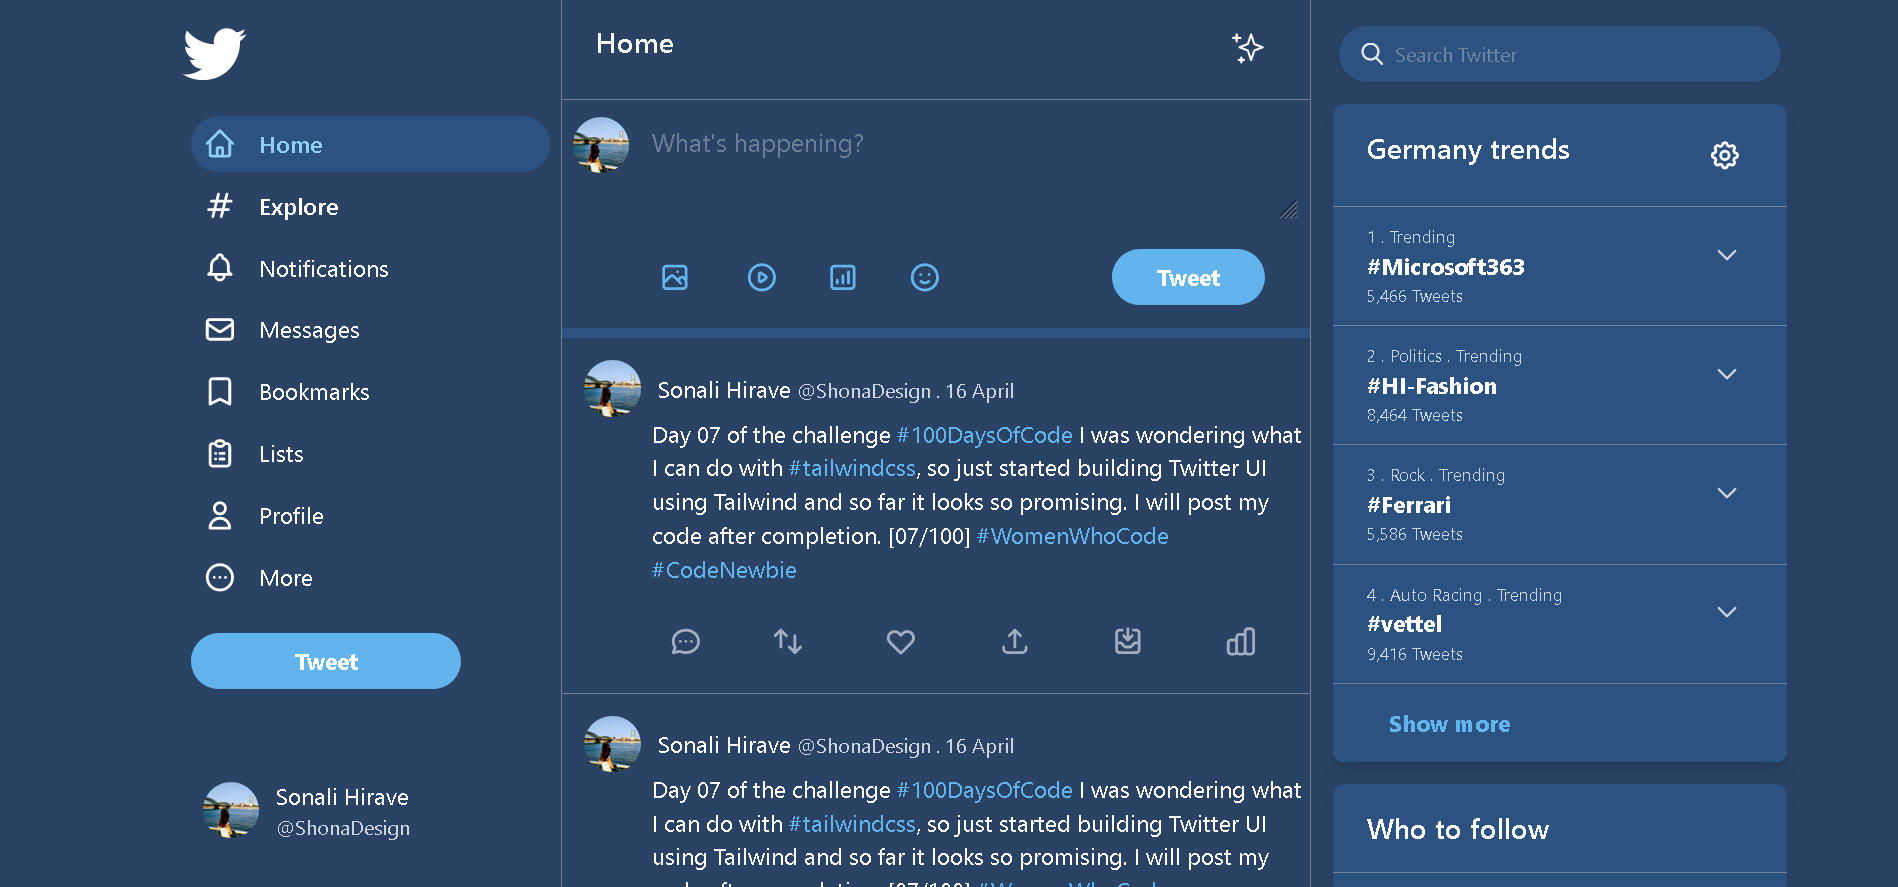 Home
Explore
Notifications
Messages
Bookmarks
Lists
Profile
More
Tweet
Sonali Hirave
@ShonaDesign
Home
What's happening?
Tweet
Sonali Hirave @ShonaDesign . 16 April
Day 07 of the challenge #100DaysOfCode I was wondering what
I can do with #tailwindcss, so just started building Twitter UI
using Tailwind and so far it looks so promising. I will post my
code after completion. [07/100] #WomenWhoCode
#CodeNewbie
Sonali Hirave @ShonaDesign . 16 April
Day 07 of the challenge #100DaysOfCode I was wondering what
I can do with #tailwindcss, so just started building Twitter UI
using Tailwind and so far it looks so promising. I will post my
Search Twitter
Germany trends
1 . Trending
#Microsoft363
5,466 Tweets
2 . Politics . Trending
#HI-Fashion
8,464 Tweets
3 . Rock . Trending
#Ferrari
5,586 Tweets
4 . Auto Racing . Trending
#vettel
9,416 Tweets
Show more
Who to follow